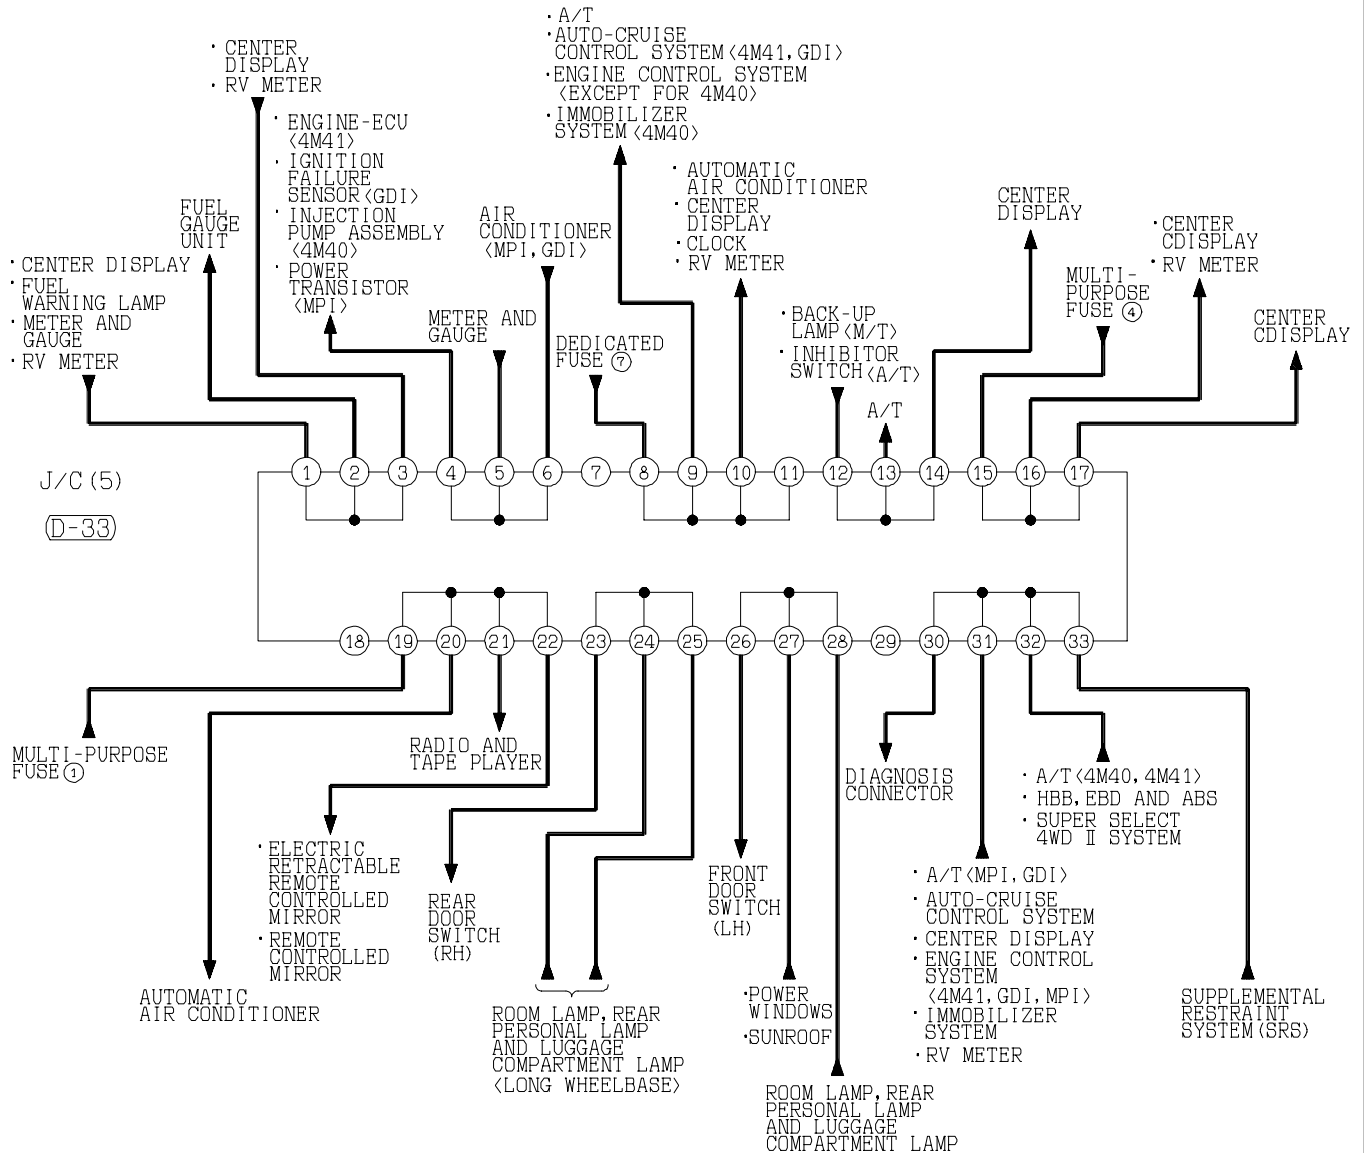 · CENTER
DISPLAY
· RV METER
· ENGINE-ECU
〈4M41〉
· IGNITION
FAILURE
SENSOR〈GDI〉
· INJECTION
PUMP ASSEMBLY
〈4M40〉
· POWER
TRANSISTOR
〈MPI〉
· A/T
· AUTO-CRUISE
CONTROL SYSTEM〈4M41, GDI〉
· ENGINE CONTROL SYSTEM
〈EXCEPT FOR 4M40〉
· IMMOBILIZER
SYSTEM〈4M40〉
· AUTOMATIC
AIR CONDITIONER
· CENTER
DISPLAY
· CLOCK
· RV METER
FUEL
GAUGE
UNIT
AIR
CONDITIONER
〈MPI, GDI〉
CENTER
DISPLAY
· CENTER
CDISPLAY
· RV METER
· CENTER DISPLAY
· FUEL
WARNING LAMP
· METER AND
GAUGE
· RV METER
METER AND
GAUGE
DEDICATED
FUSE ⑦
· BACK-UP
LAMP〈M/T〉
· INHIBITOR
SWITCH〈A/T〉
A/T
MULTI-
PURPOSE
FUSE ④
CENTER
CDISPLAY
1 2 3 4 5 6 7 8 9 10 11 12 13 14 15 16 17
J/C (5)
D-33
18 19 20 21 22 23 24 25 26 27 28 29 30 31 32 33
MULTI-PURPOSE
FUSE ①
RADIO AND
TAPE PLAYER
DIAGNOSIS
CONNECTOR
· A/T〈4M40, 4M41〉
· HBB, EBD AND ABS
· SUPER SELECT
4WD Ⅱ SYSTEM
· ELECTRIC
RETRACTABLE
REMOTE
CONTROLLED
MIRROR
· REMOTE
CONTROLLED
MIRROR
REAR
DOOR
SWITCH
(RH)
FRONT
DOOR
SWITCH
(LH)
· A/T〈MPI, GDI〉
· AUTO-CRUISE
CONTROL SYSTEM
· CENTER DISPLAY
· ENGINE CONTROL
SYSTEM
〈4M41, GDI, MPI〉
· IMMOBILIZER
SYSTEM
· RV METER
AUTOMATIC
AIR CONDITIONER
ROOM LAMP, REAR
PERSONAL LAMP
AND LUGGAGE
COMPARTMENT LAMP
〈LONG WHEELBASE〉
· POWER
WINDOWS
· SUNROOF
SUPPLEMENTAL
RESTRAINT
SYSTEM (SRS)
ROOM LAMP, REAR
PERSONAL LAMP
AND LUGGAGE
COMPARTMENT LAMP